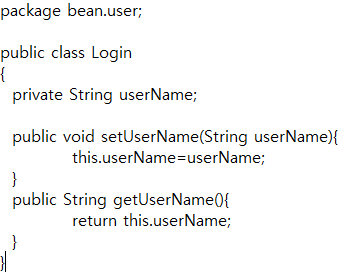 package bean.user;
public class Login
{
private String userName;
public void setUserName(String userName){
this.userName=userName;
}
public String getUserName(){
return this.userName;
}
}